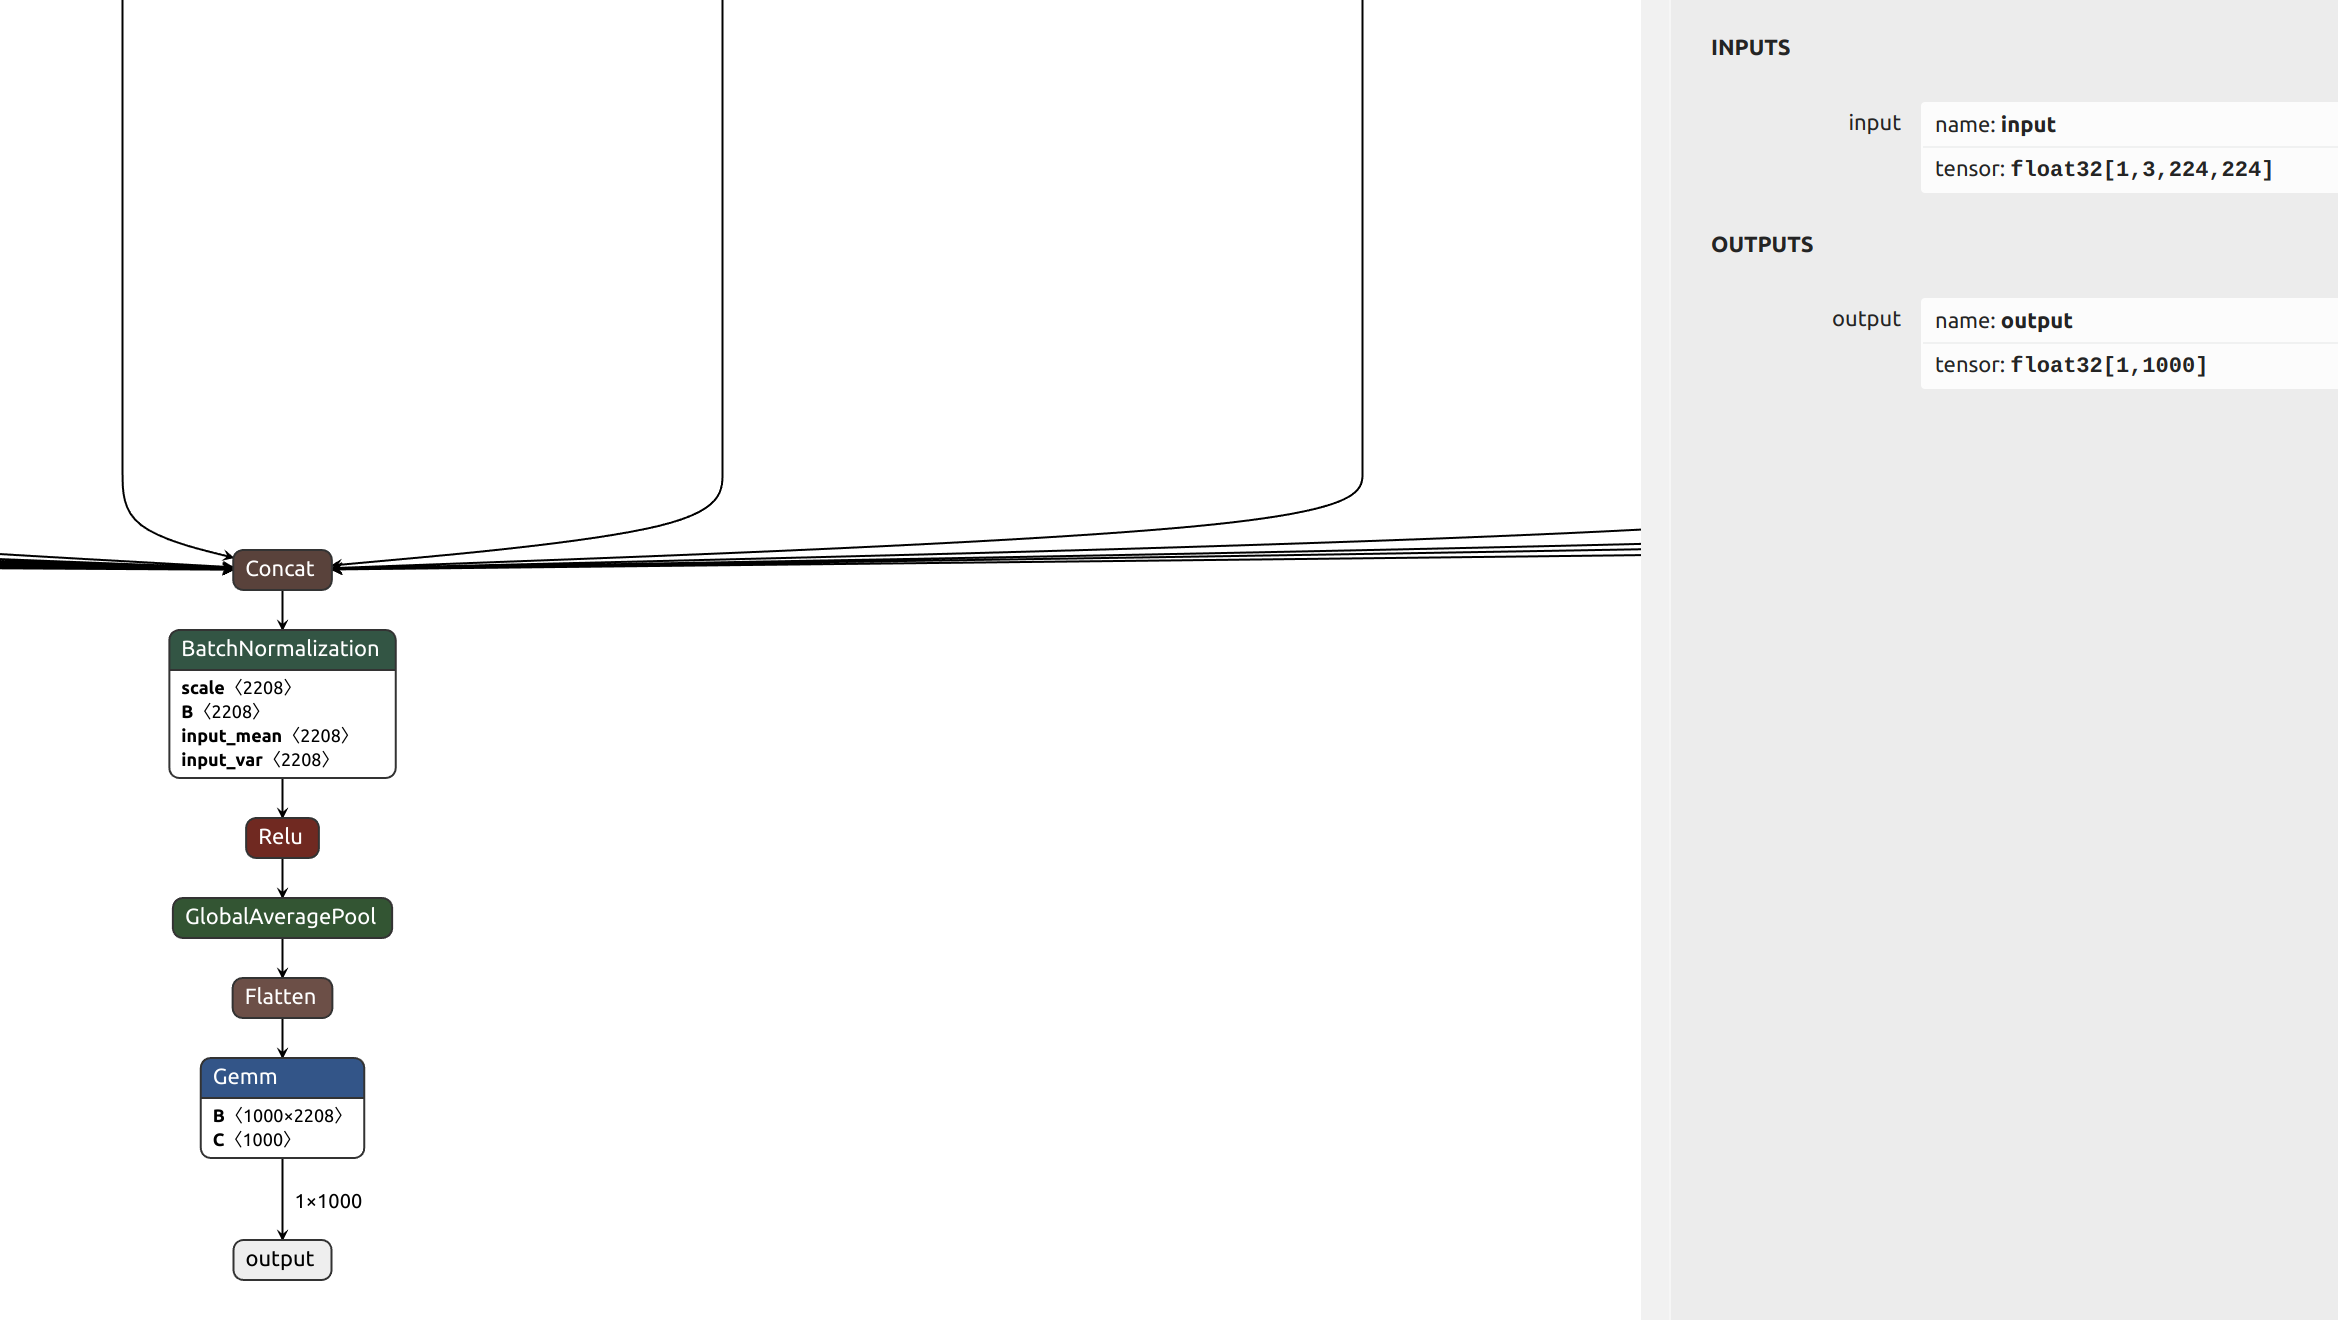 Concat
BatchNormalization
scale〈2208〉
B〈2208〉
input_mean〈2208〉
input_var〈2208〉
Relu
GlobalAveragePool
Flatten
Gemm
B〈1000×2208〉
C〈1000〉
1×1000
output
INPUTS
input
name: input
tensor: float32[1,3,224,224]
OUTPUTS
output
name: output
tensor: float32[1,1000]